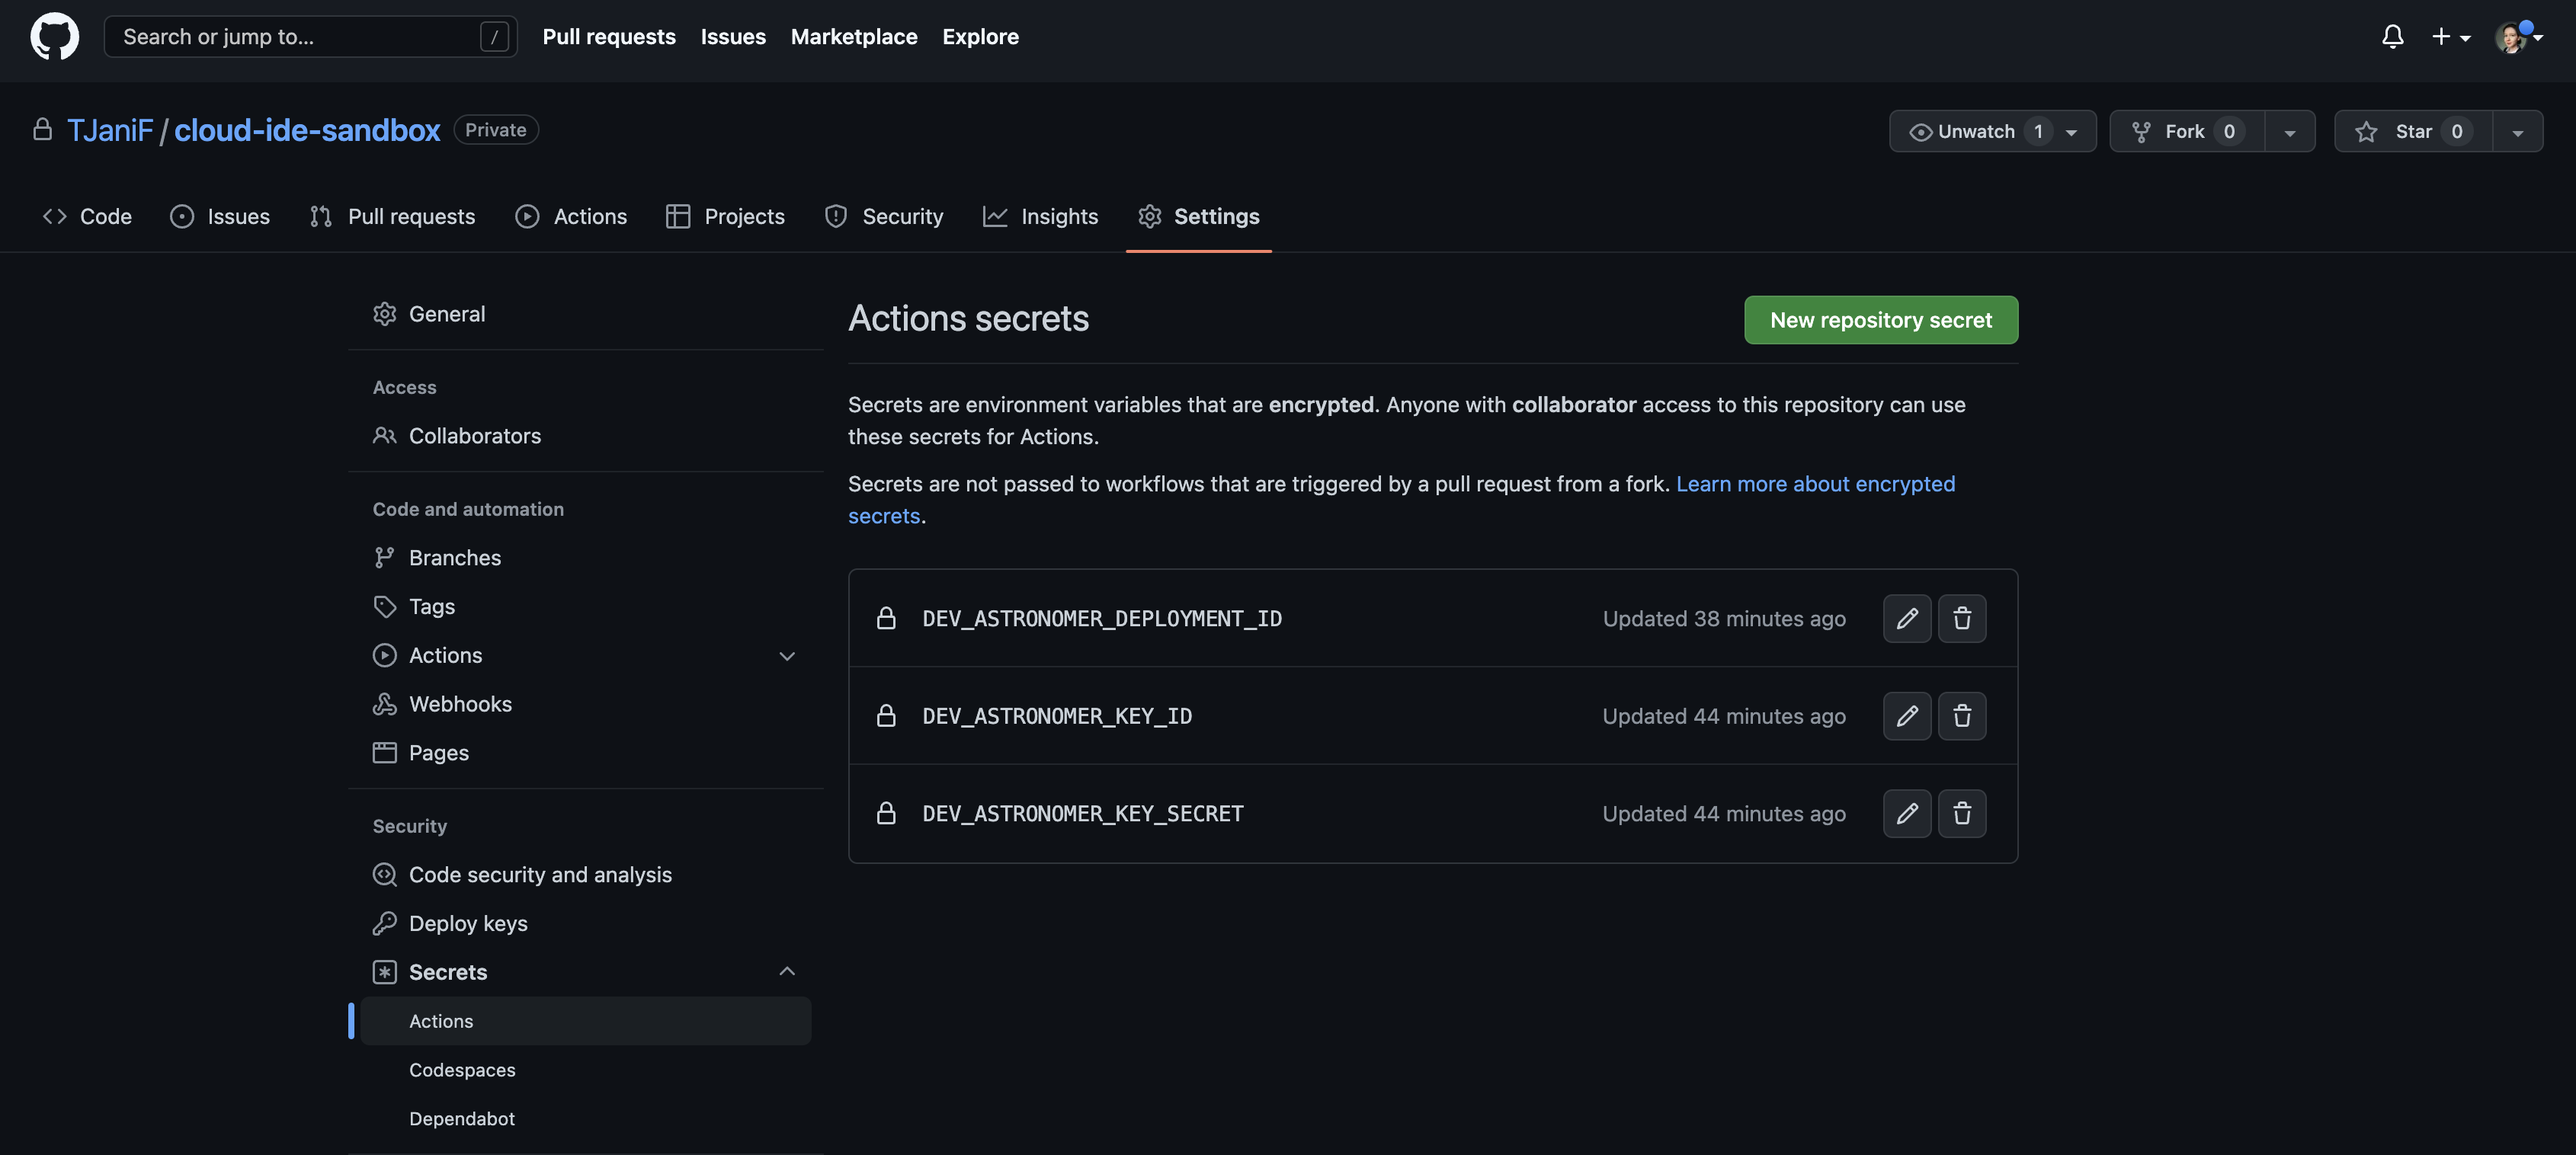 Search or jump to... /
Pull requests Issues Marketplace Explore
TJaniF / cloud-ide-sandbox Private
Unwatch 1 Fork 0 Star 0
Code Issues Pull requests Actions Projects Security Insights Settings
General
Access
Collaborators
Code and automation
Branches
Tags
Actions
Webhooks
Pages
Security
Code security and analysis
Deploy keys
Secrets
Actions
Codespaces
Dependabot
Actions secrets
New repository secret
Secrets are environment variables that are encrypted. Anyone with collaborator access to this repository can use
these secrets for Actions.
Secrets are not passed to workflows that are triggered by a pull request from a fork. Learn more about encrypted
secrets.
DEV_ASTRONOMER_DEPLOYMENT_ID Updated 38 minutes ago
DEV_ASTRONOMER_KEY_ID Updated 44 minutes ago
DEV_ASTRONOMER_KEY_SECRET Updated 44 minutes ago